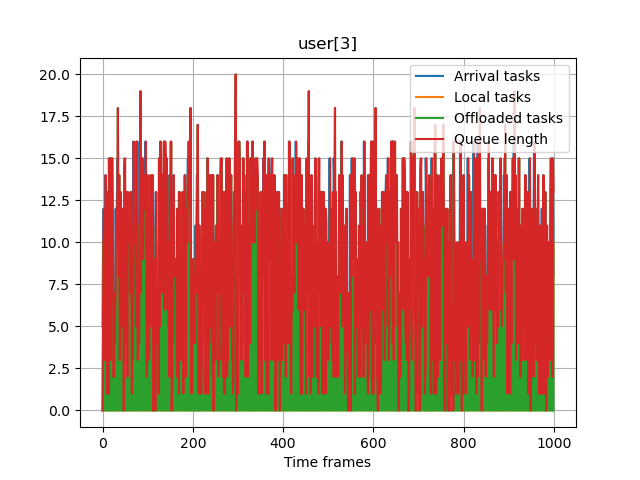 user[3]
Arrival tasks
Local tasks
Offloaded tasks
Queue length
20.0
17.5
15.0
12.5
10.0
7.5
5.0
2.5
0.0
0 200 400 600 800 1000
Time frames